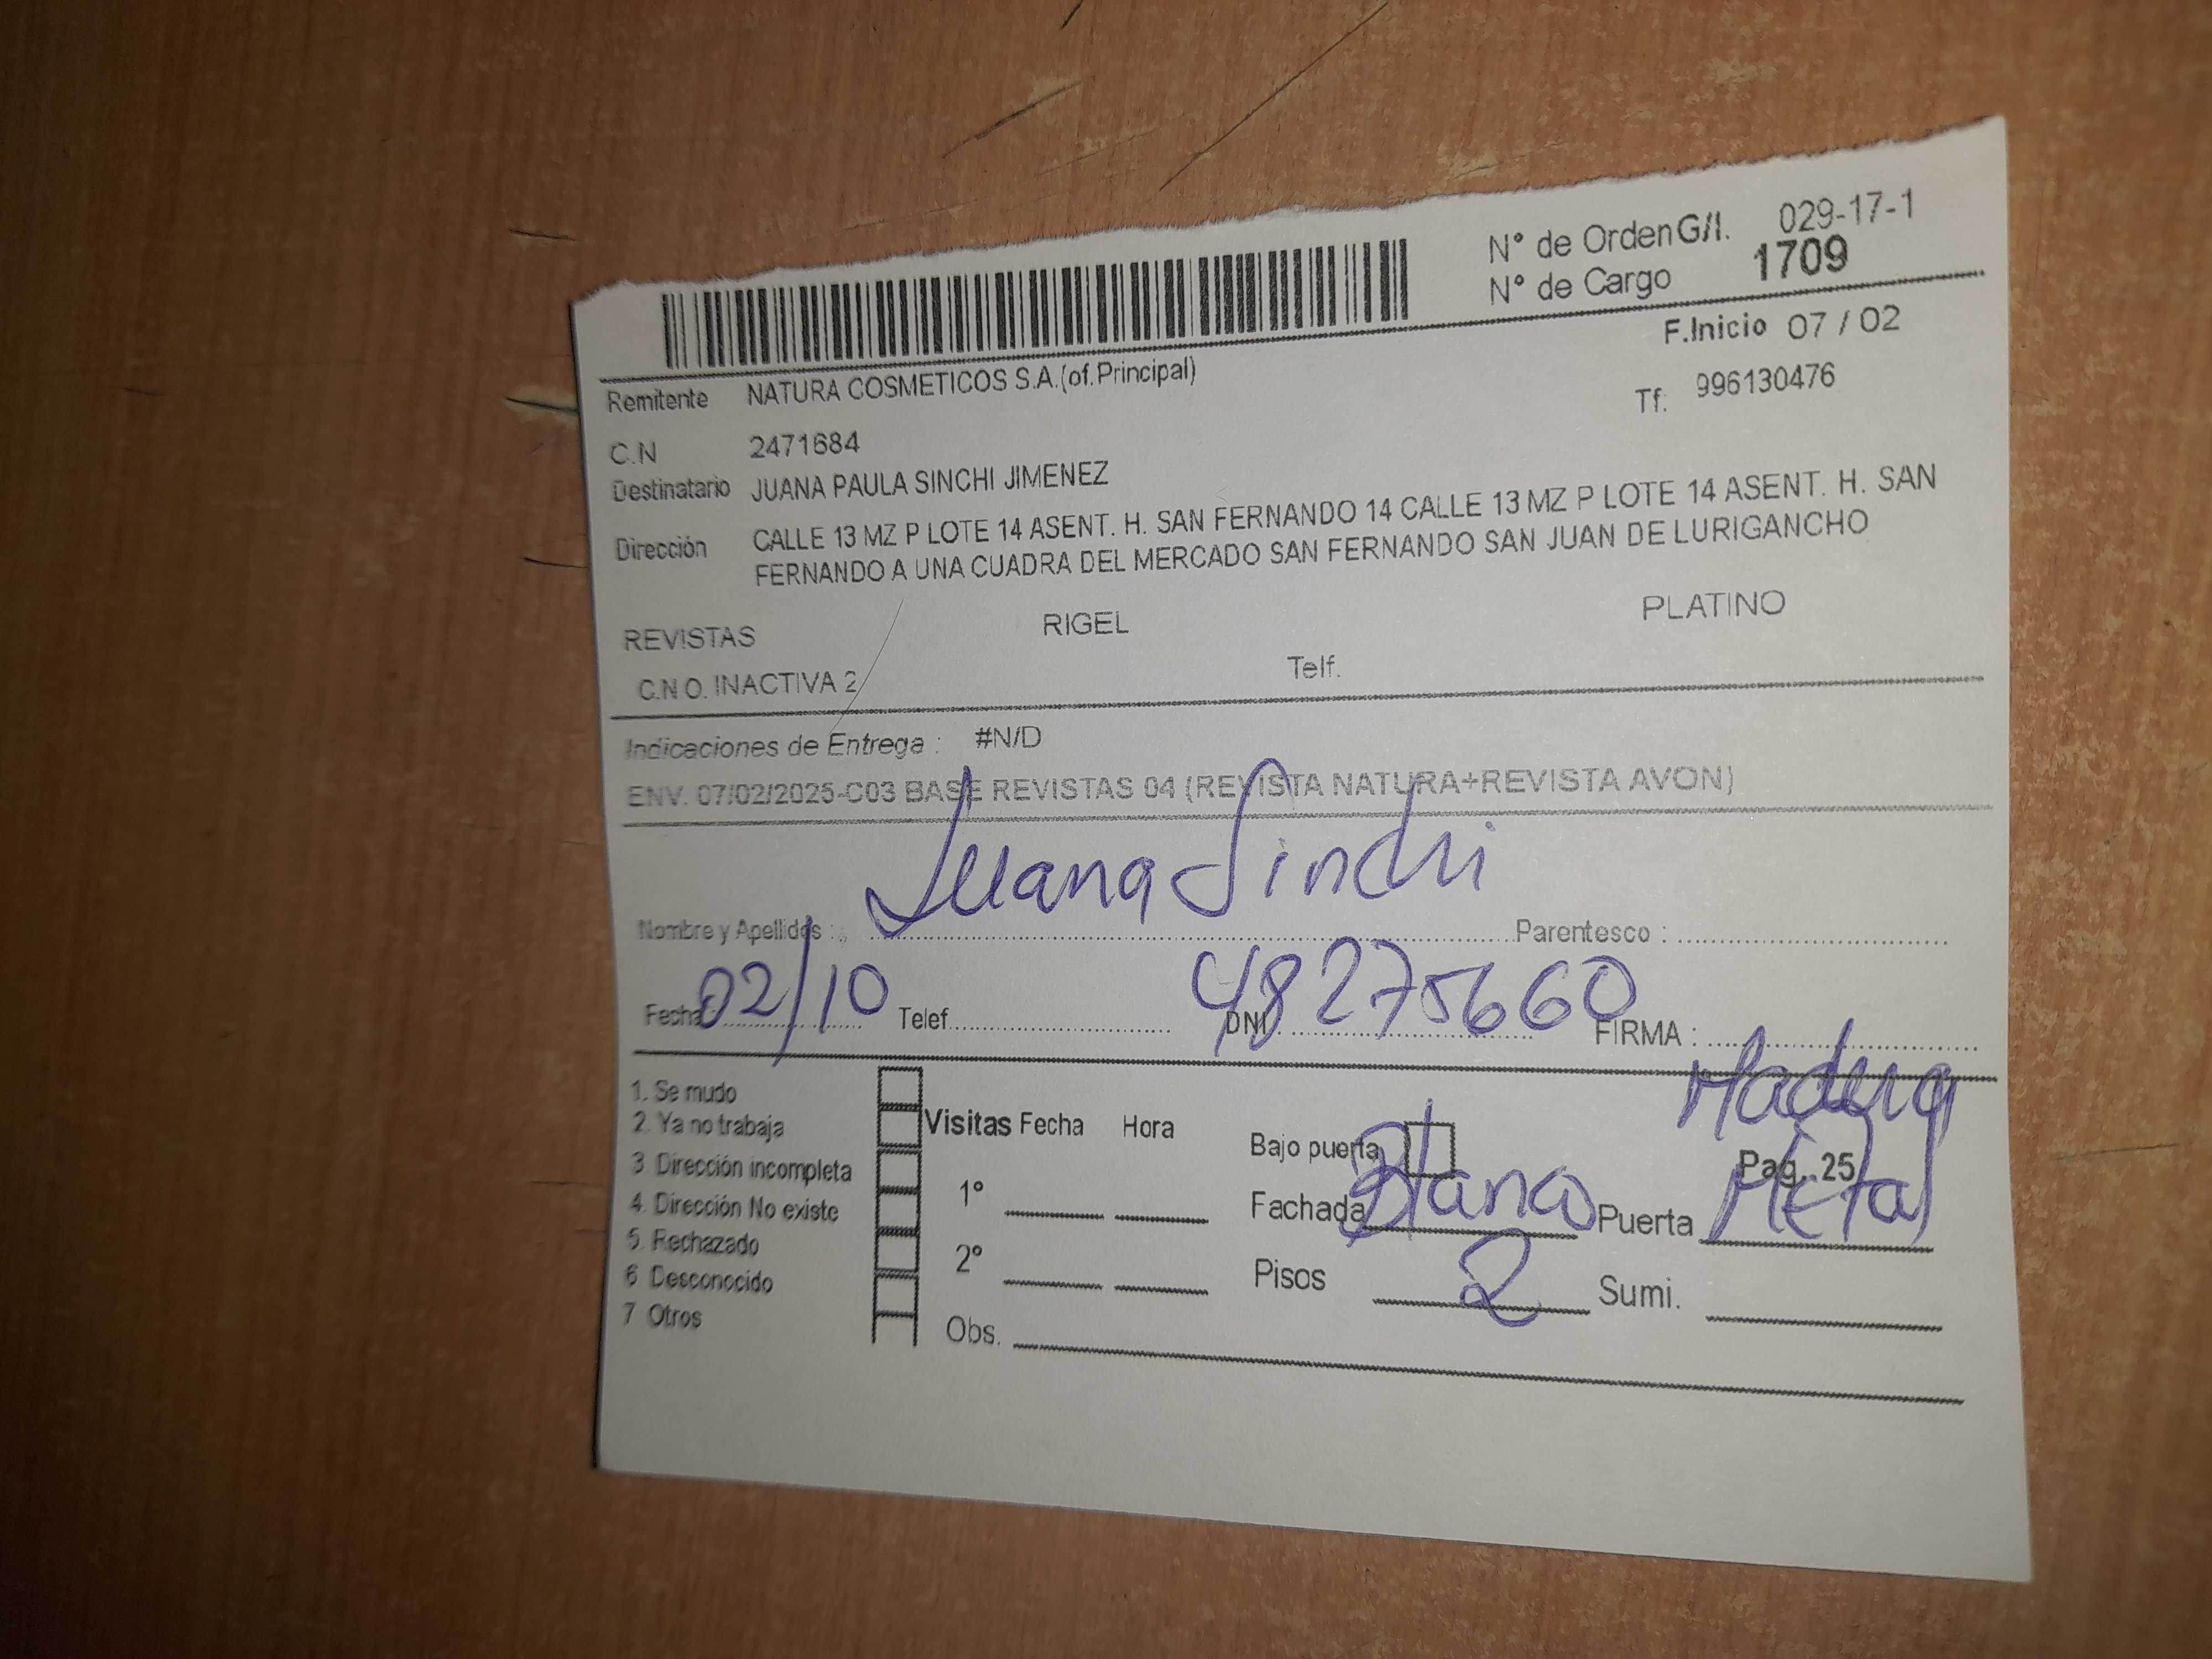 N° de Orden G/I. 029-17-1
N° de Cargo 1709
F.Inicio 07 / 02
Remitente NATURA COSMETICOS S.A.(of.Principal)
Tf. 996130476
C.N 2471684
Destinatario JUANA PAULA SINCHI JIMENEZ
Dirección CALLE 13 MZ P LOTE 14 ASENT. H. SAN FERNANDO 14 CALLE 13 MZ P LOTE 14 ASENT. H. SAN
FERNANDO A UNA CUADRA DEL MERCADO SAN FERNANDO SAN JUAN DE LURIGANCHO
REVISTAS RIGEL PLATINO
C.N.O. INACTIVA 2 Telf.
Indicaciones de Entrega : #N/D
ENV. 07/02/2025-C03 BASE REVISTAS 04 (REVISTA NATURA+REVISTA AVON)
Nombre y Apellidos : Juana Sinchi Parentesco :
Fecha 02/10 Telef. DNI 48275660 FIRMA :
1. Se mudo
2. Ya no trabaja
3 Dirección incompleta
4. Dirección No existe
5. Rechazado
6 Desconocido
7 Otros
Visitas Fecha Hora
1°
2°
Obs.
Bajo puerta Pag. 25
Fachada Blanco Puerta Madera Metal
Pisos 2 Sumi.